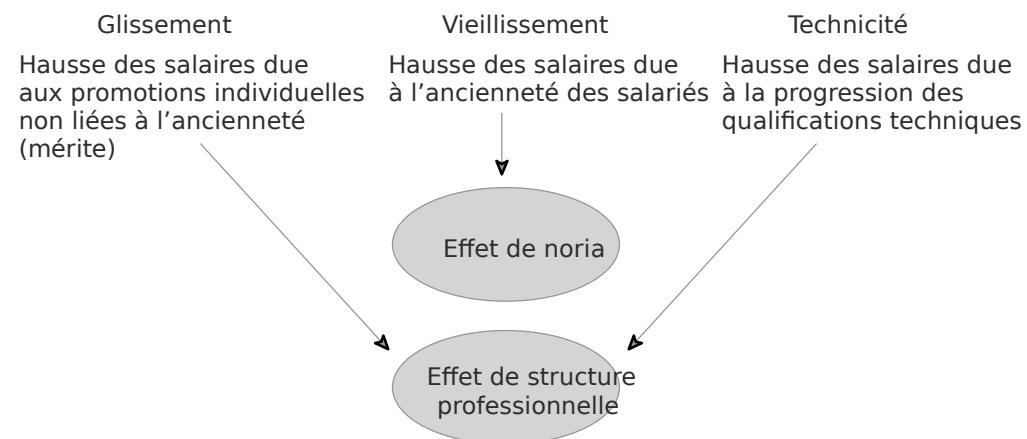 Glissement
Hausse des salaires due
aux promotions individuelles
non liées à l’ancienneté
(mérite)
Vieillissement
Hausse des salaires due
à l’ancienneté des salariés
Technicité
Hausse des salaires due
à la progression des
qualifications techniques
Effet de noria
Effet de structure
professionnelle